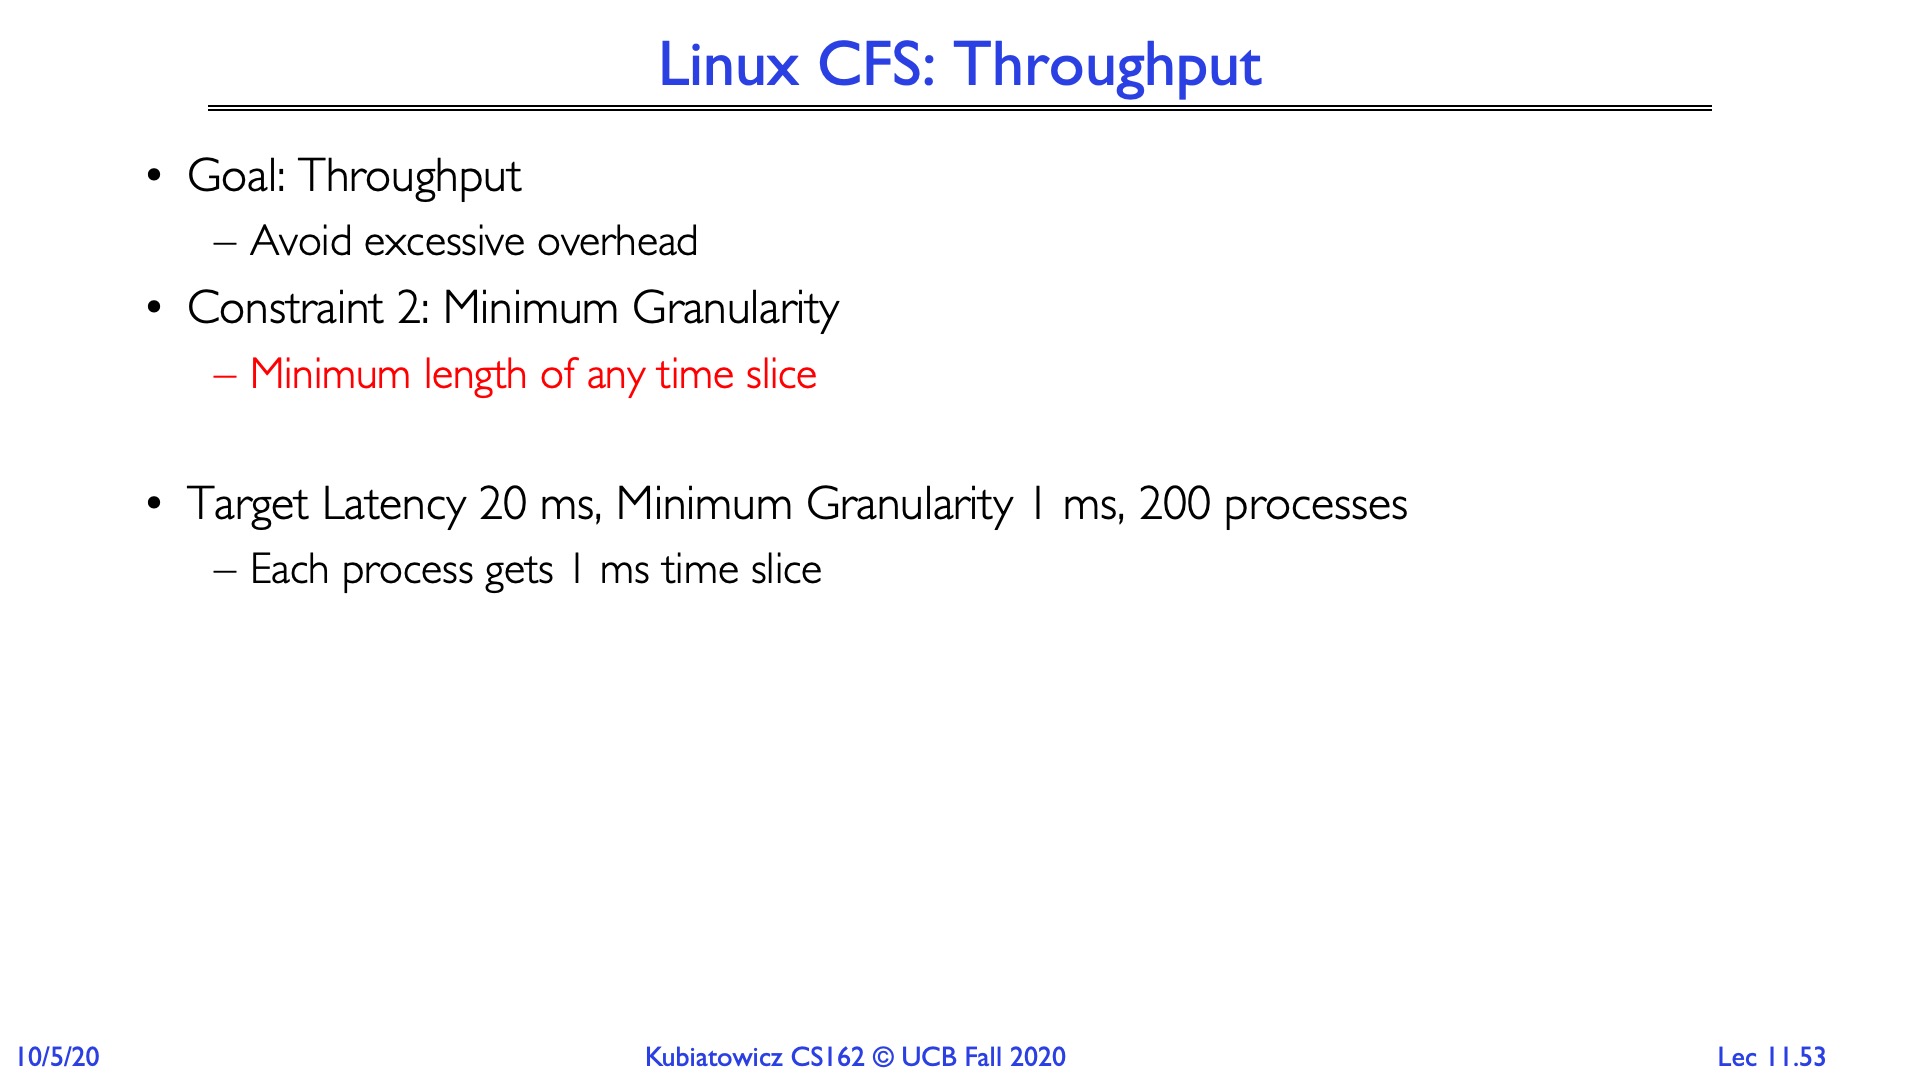 Linux CFS: Throughput
• Goal: Throughput
– Avoid excessive overhead
• Constraint 2: Minimum Granularity
– Minimum length of any time slice
• Target Latency 20 ms, Minimum Granularity 1 ms, 200 processes
– Each process gets 1 ms time slice
10/5/20
Kubiatowicz CS162 © UCB Fall 2020
Lec 11.53